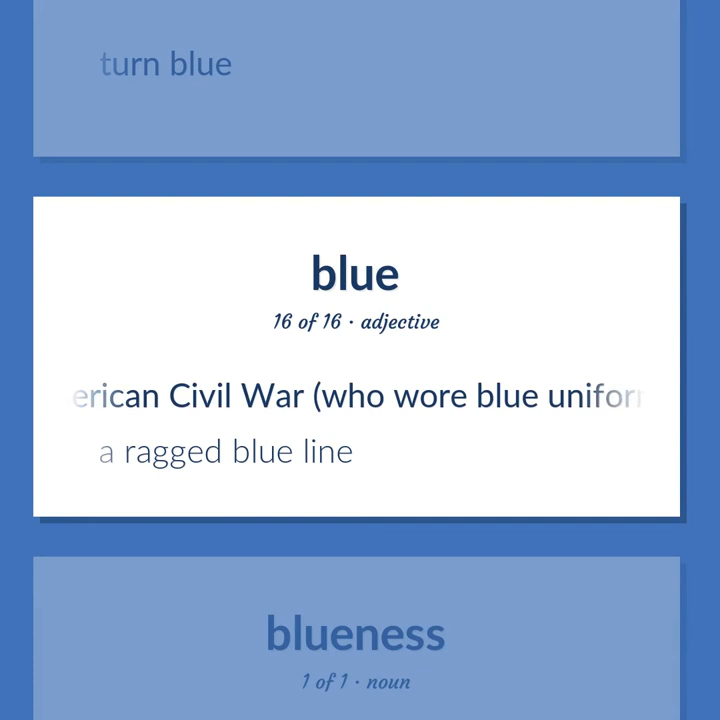 turn blue
blue
16 of 16 · adjective
erican Civil War (who wore blue uniform
a ragged blue line
blueness
1 of 1 · noun